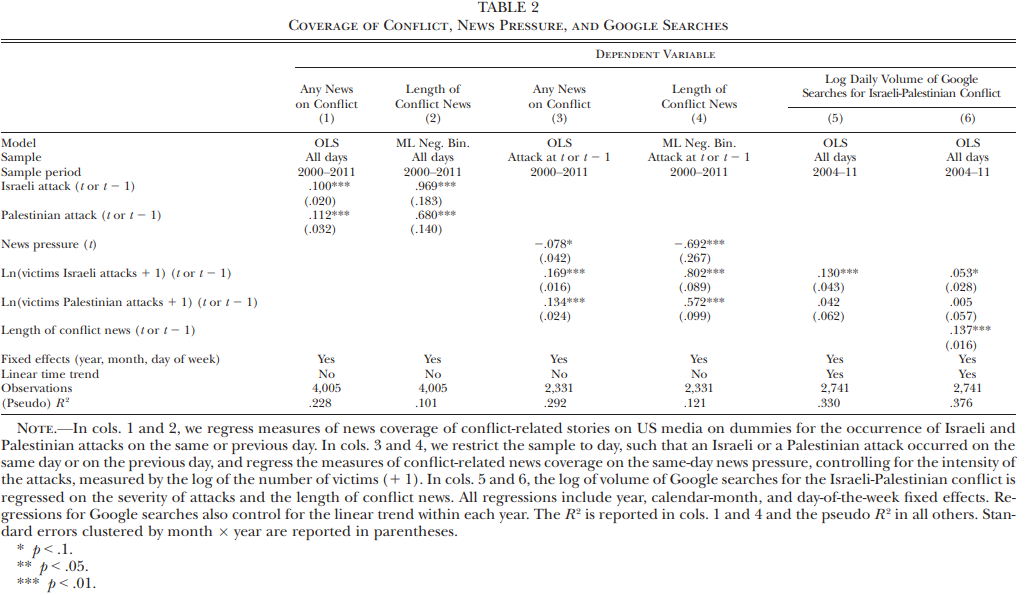 TABLE 2
Coverage of Conflict, News Pressure, and Google Searches
Dependent Variable
Any News on Conflict (1) Length of Conflict News (2) Any News on Conflict (3) Length of Conflict News (4) Log Daily Volume of Google Searches for Israeli-Palestinian Conflict (5) (6)
Model OLS ML Neg. Bin. OLS ML Neg. Bin. OLS OLS
Sample All days All days Attack at t or t − 1 Attack at t or t − 1 All days All days
Sample period 2000–2011 2000–2011 2000–2011 2000–2011 2004–11 2004–11
Israeli attack (t or t − 1) .100*** .969***
(.020) (.183)
Palestinian attack (t or t − 1) .112*** .680***
(.032) (.140)
News pressure (t) −.078* −.692***
(.042) (.267)
Ln(victims Israeli attacks + 1) (t or t − 1) .169*** .802*** .130*** .053*
(.016) (.089) (.043) (.028)
Ln(victims Palestinian attacks + 1) (t or t − 1) .134*** .572*** .042 .005
(.024) (.099) (.062) (.057)
Length of conflict news (t or t − 1) .137***
(.016)
Fixed effects (year, month, day of week) Yes Yes Yes Yes Yes Yes
Linear time trend No No No No Yes Yes
Observations 4,005 4,005 2,331 2,331 2,741 2,741
(Pseudo) R² .228 .101 .292 .121 .330 .376
Note.—In cols. 1 and 2, we regress measures of news coverage of conflict-related stories on US media on dummies for the occurrence of Israeli and
Palestinian attacks on the same or previous day. In cols. 3 and 4, we restrict the sample to day, such that an Israeli or a Palestinian attack occurred on the
same day or on the previous day, and regress the measures of conflict-related news coverage on the same-day news pressure, controlling for the intensity of
the attacks, measured by the log of the number of victims (+ 1). In cols. 5 and 6, the log of volume of Google searches for the Israeli-Palestinian conflict is
regressed on the severity of attacks and the length of conflict news. All regressions include year, calendar-month, and day-of-the-week fixed effects. Re-
gressions for Google searches also control for the linear trend within each year. The R² is reported in cols. 1 and 4 and the pseudo R² in all others. Stan-
dard errors clustered by month × year are reported in parentheses.
* p < .1.
** p < .05.
*** p < .01.